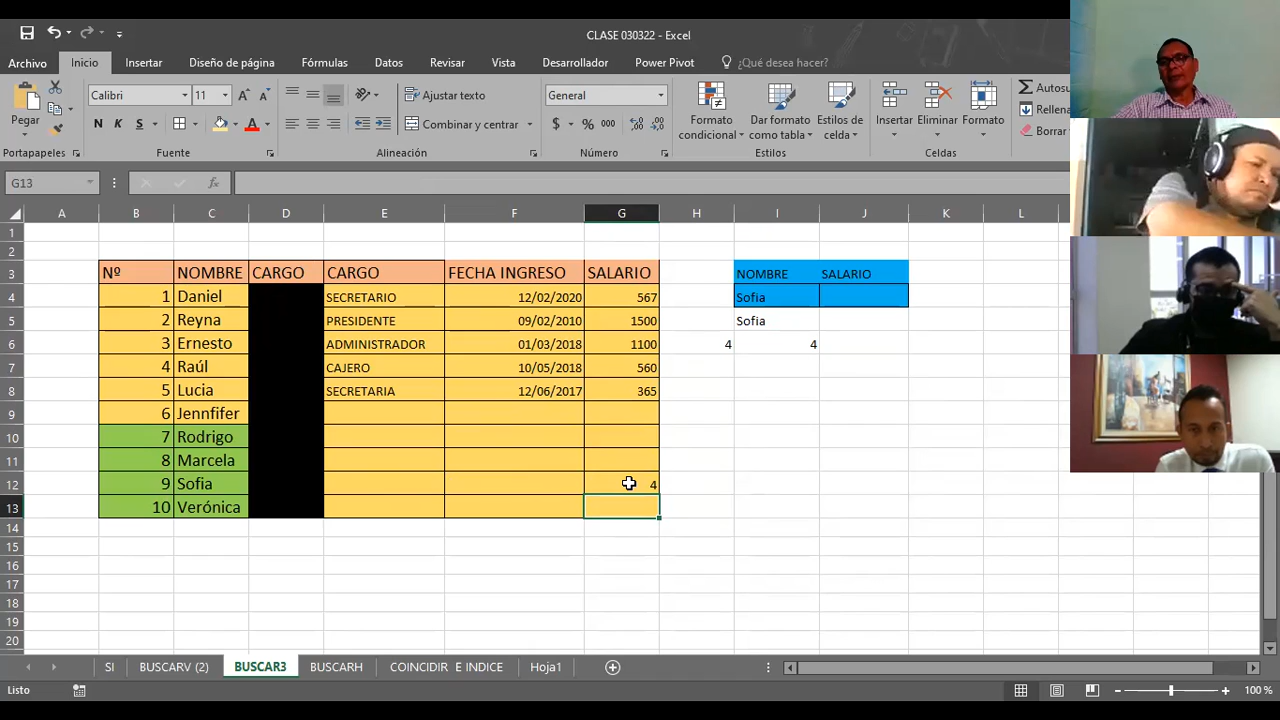 CLASE 030322 - Excel
Archivo Inicio Insertar Diseño de página Fórmulas Datos Revisar Vista Desarrollador Power Pivot ¿Qué desea hacer?
Pegar
Calibri 11
N K S A A
Ajustar texto
Combinar y centrar
General
$ % 000
Formato condicional
Dar formato como tabla
Estilos de celda
Insertar Eliminar Formato
Autosu
Rellena
Borrar
Portapapeles Fuente Alineación Número Estilos Celdas
G13 fx
A B C D E F G H I J K L
1
2
3 Nº NOMBRE CARGO CARGO FECHA INGRESO SALARIO NOMBRE SALARIO
4 1 Daniel SECRETARIO 12/02/2020 567 Sofia
5 2 Reyna PRESIDENTE 09/02/2010 1500 Sofia
6 3 Ernesto ADMINISTRADOR 01/03/2018 1100 4 4
7 4 Raúl CAJERO 10/05/2018 560
8 5 Lucia SECRETARIA 12/06/2017 365
9 6 Jennfifer
10 7 Rodrigo
11 8 Marcela
12 9 Sofia 4
13 10 Verónica
14
15
16
17
18
19
20
SI BUSCARV (2) BUSCAR3 BUSCARH COINCIDIR E INDICE Hoja1
Listo 100 %